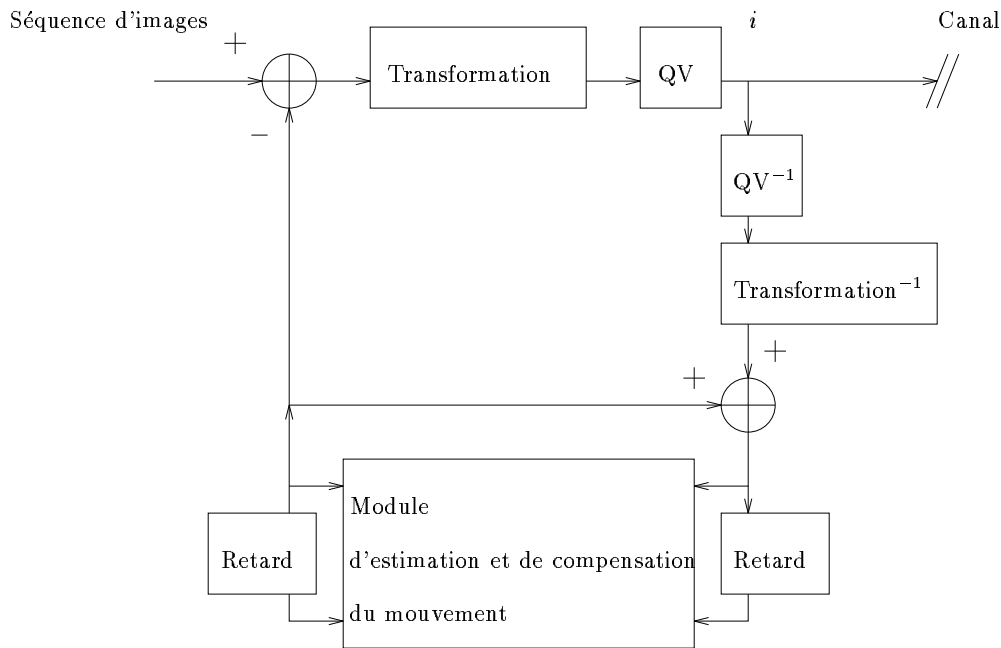 Séquence d'images
i
Canal
+
Transformation
QV
−
QV⁻¹
Transformation⁻¹
+
+
Module
d'estimation et de compensation
du mouvement
Retard
Retard